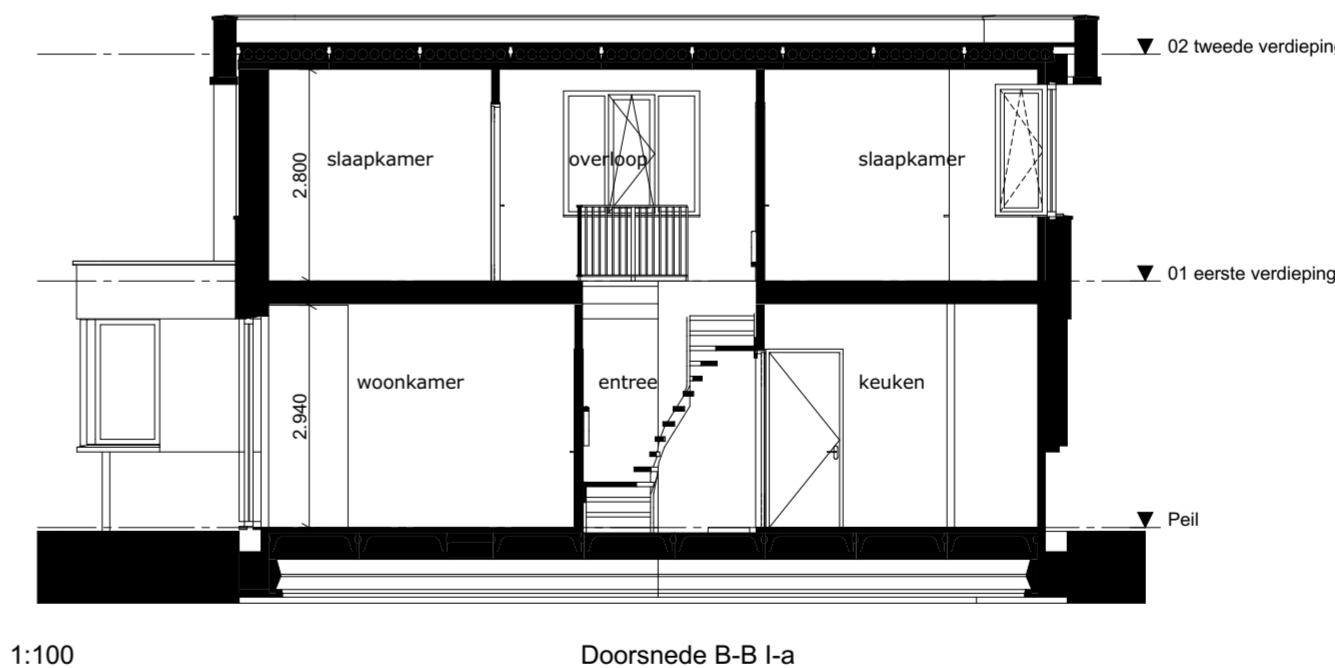 02 tweede verdieping
2.800
slaapkamer
overloop
slaapkamer
01 eerste verdieping
2.940
woonkamer
entree
keuken
Peil
1:100
Doorsnede B-B I-a